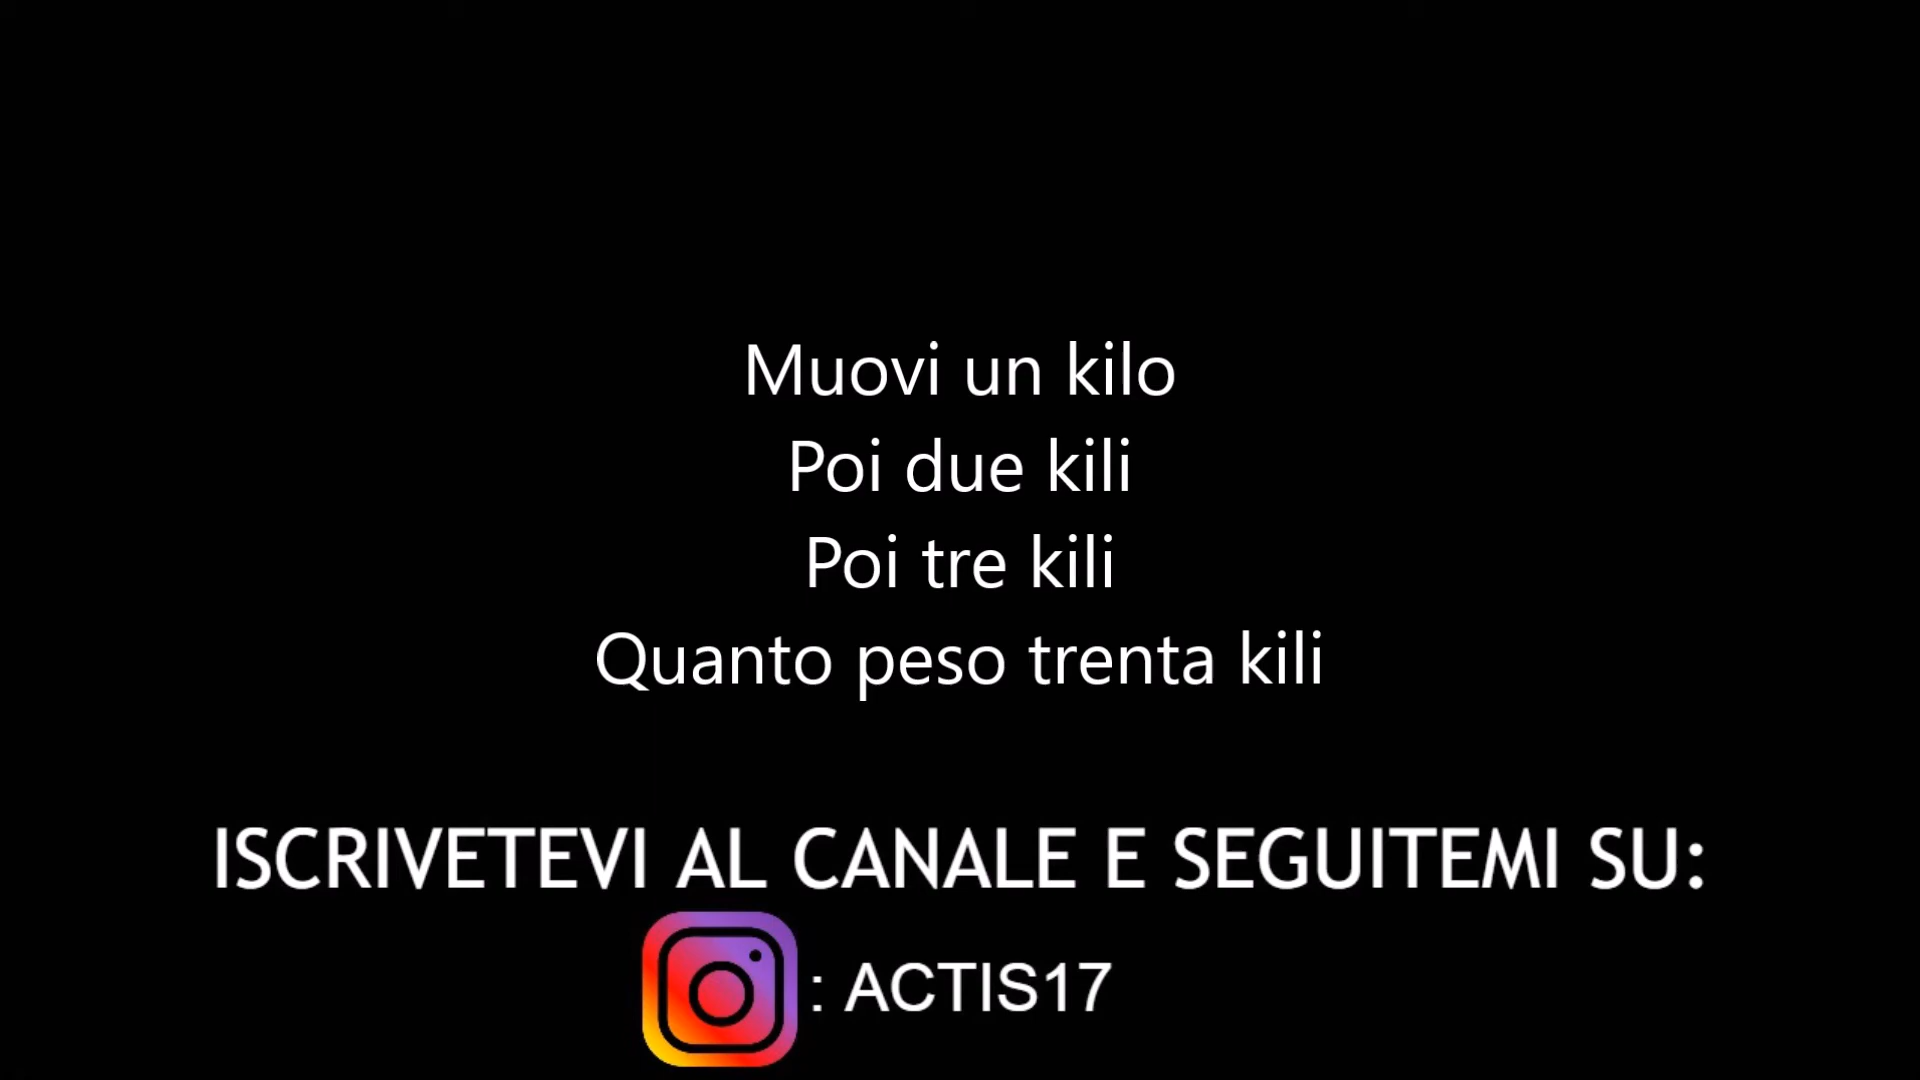 Muovi un kilo
Poi due kili
Poi tre kili
Quanto peso trenta kili
ISCRIVETEVI AL CANALE E SEGUITEMI SU:
: ACTIS17